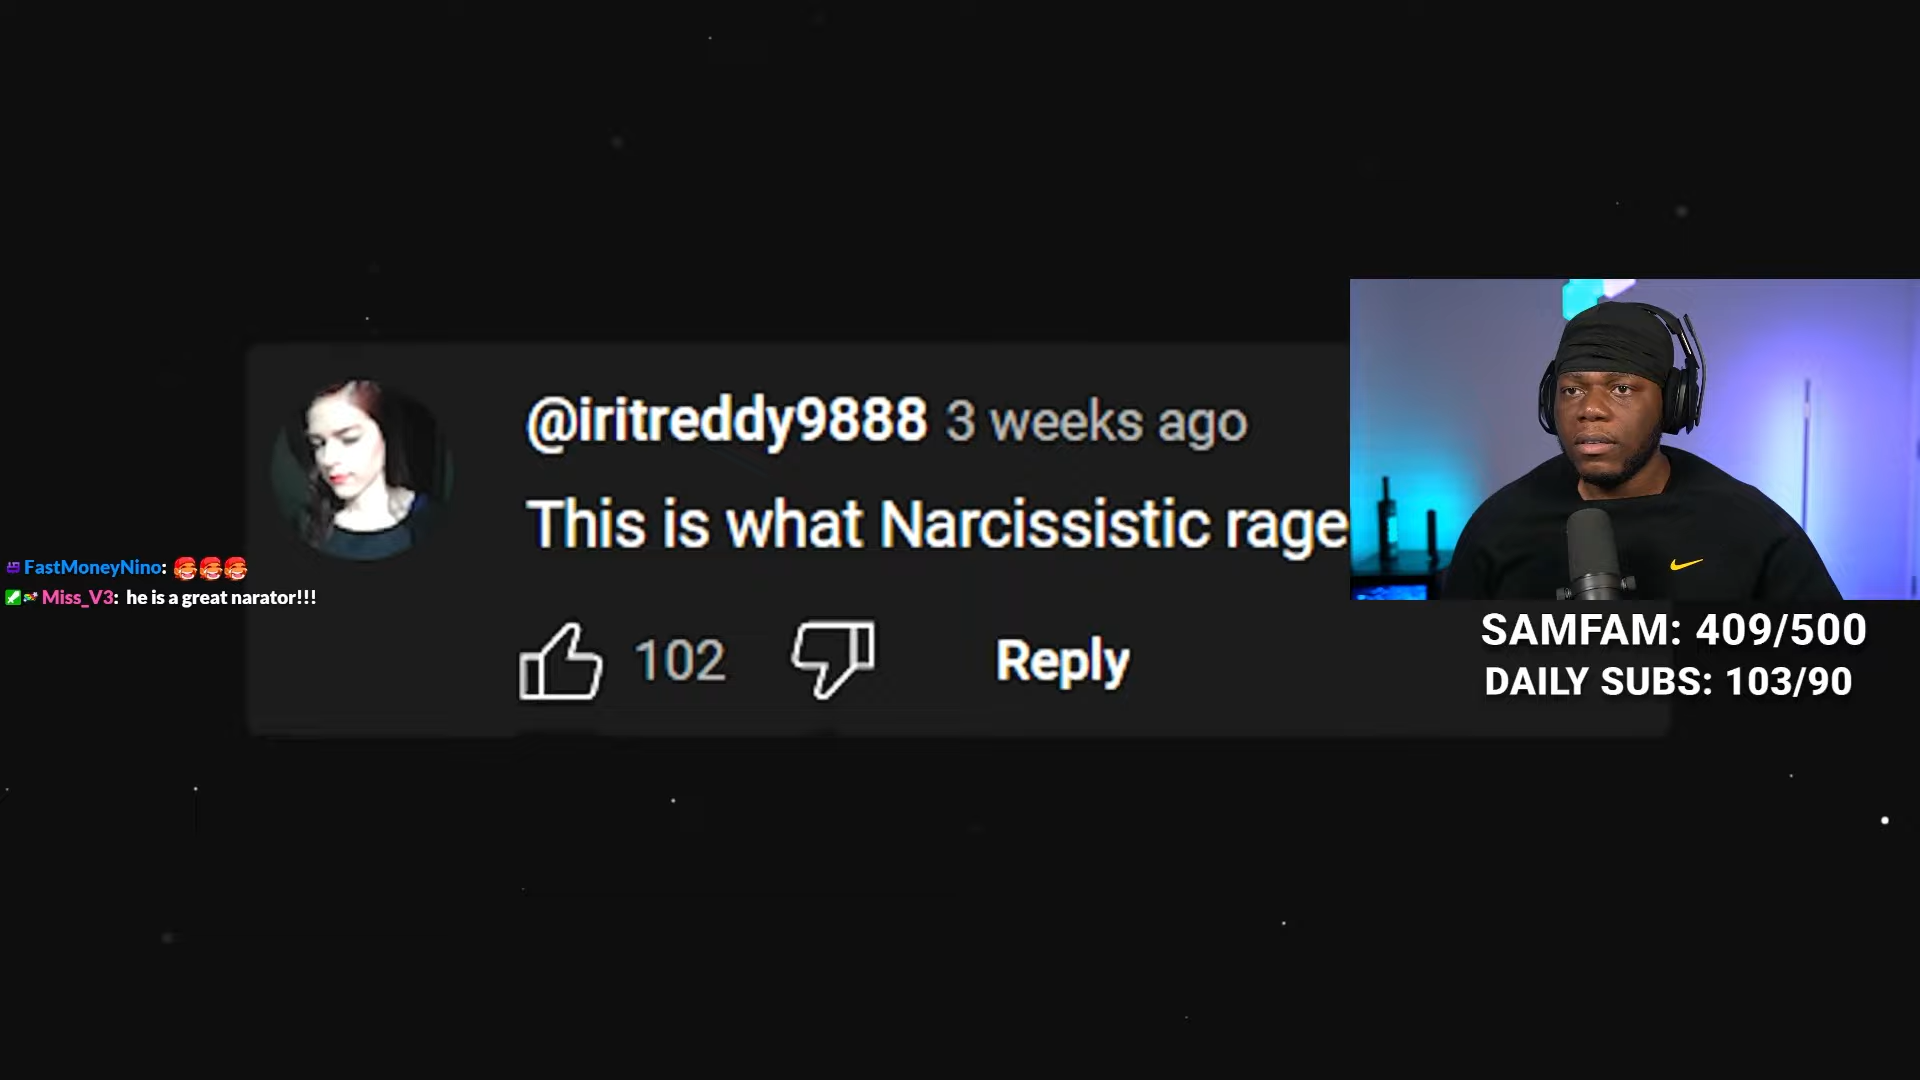 @iritreddy9888 3 weeks ago
This is what Narcissistic rage
FastMoneyNino:
Miss_V3: he is a great narator!!!
102
Reply
SAMFAM: 409/500
DAILY SUBS: 103/90